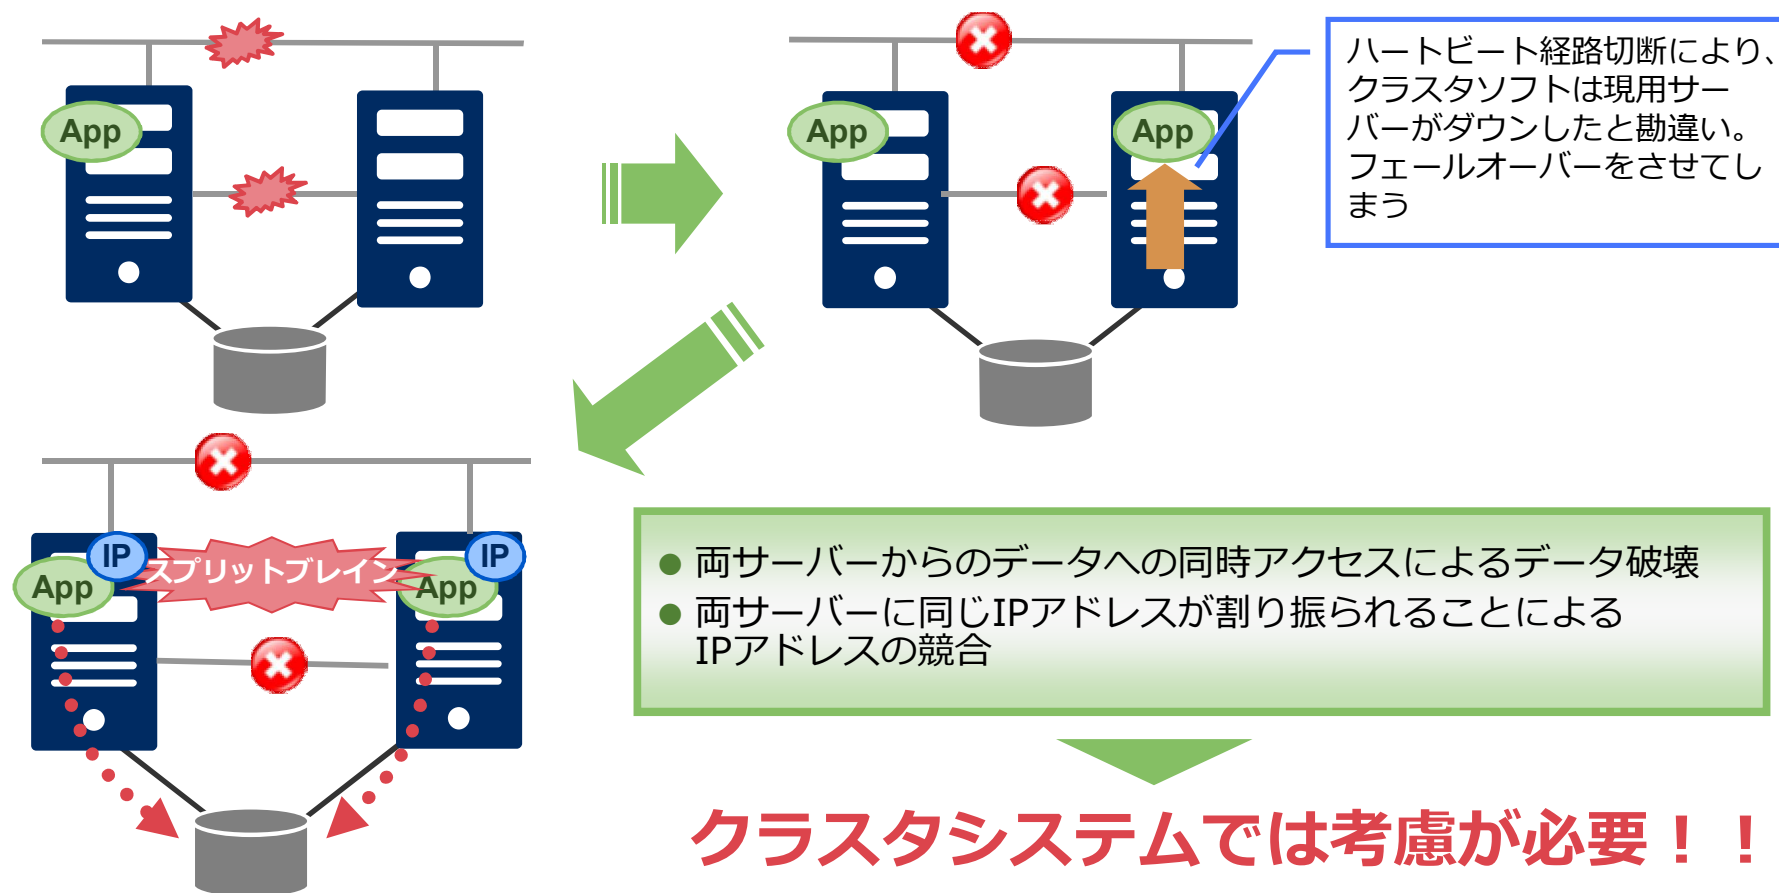 App
App
App
ハートビート経路切断により、
クラスタソフトは現用サー
バーがダウンしたと勘違い。
フェールオーバーをさせてし
まう
IP
App
スプリットブレイン
IP
App
● 両サーバーからのデータへの同時アクセスによるデータ破壊
● 両サーバーに同じIPアドレスが割り振られることによる
IPアドレスの競合
クラスタシステムでは考慮が必要！！